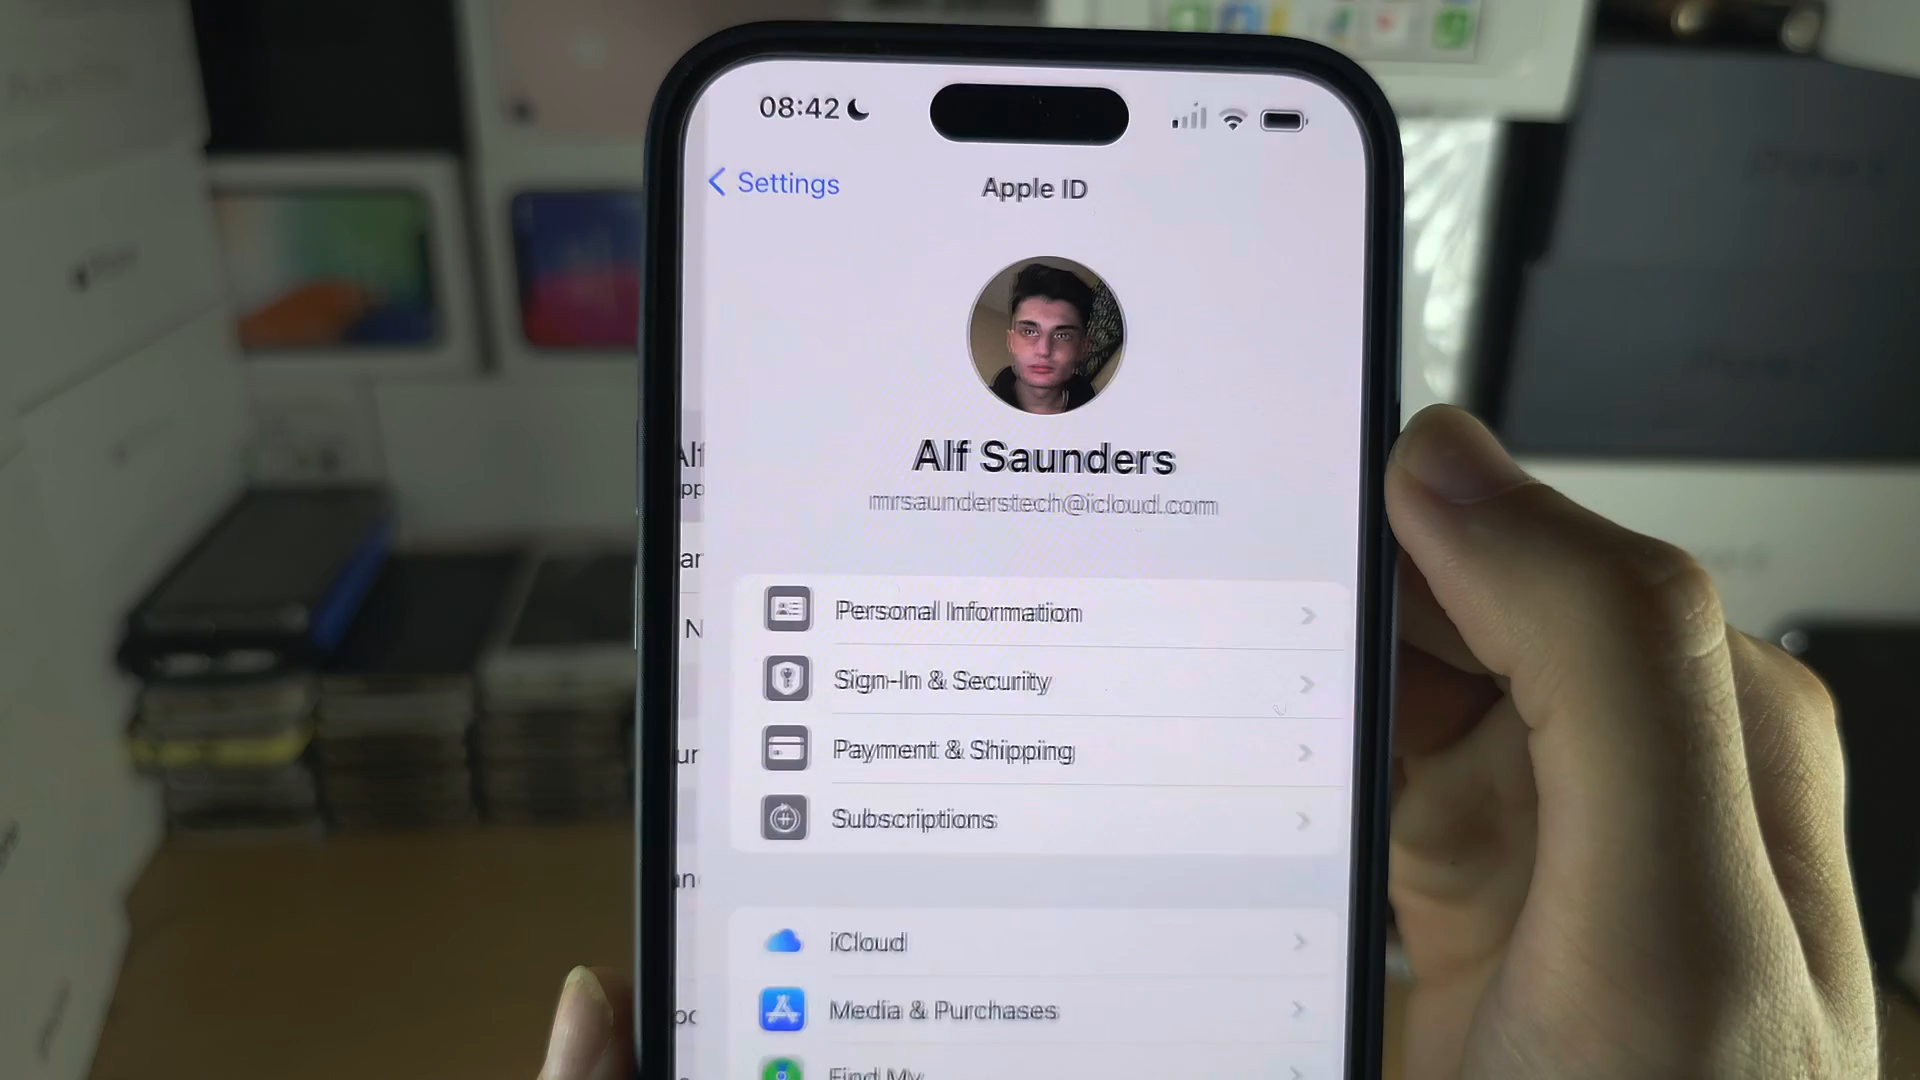 08:42
Settings
Apple ID
Alf Saunders
mrsaunderstech@icloud.com
Personal Information
Sign-In & Security
Payment & Shipping
Subscriptions
iCloud
Media & Purchases
Find My